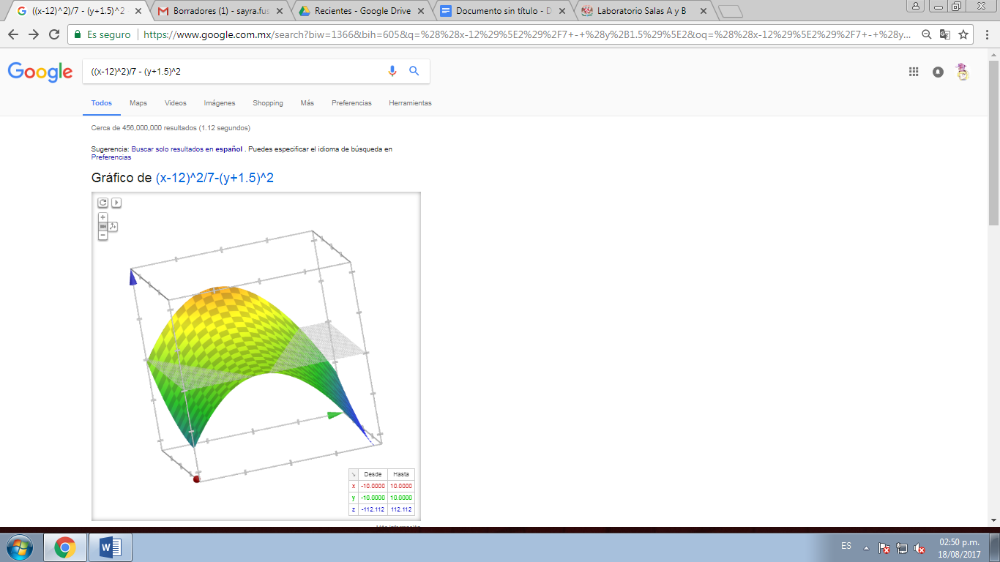 ((x-12)^2)/7 - (y+1.5)^2
Borradores (1) - sayra.fus
Recientes - Google Drive
Documento sin título - D
Laboratorio Salas A y B
Es seguro
https://www.google.com.mx/search?biw=1366&bih=605&q=%28%28x-12%29%5E2%29%2F7+-+%28y%2B1.5%29%5E2&oq=%28%28x-12%29%5E2%29%2F7+-+%28y...
Google
((x-12)^2)/7 - (y+1.5)^2
Todos
Maps
Videos
Imágenes
Shopping
Más
Preferencias
Herramientas
Cerca de 456,000,000 resultados (1.12 segundos)
Sugerencia: Buscar solo resultados en español . Puedes especificar el idioma de búsqueda en
Preferencias
Gráfico de (x-12)^2/7-(y+1.5)^2
Desde Hasta
x -10.0000 10.0000
y -10.0000 10.0000
z -112.112 112.112
ES
02:50 p.m.
18/08/2017